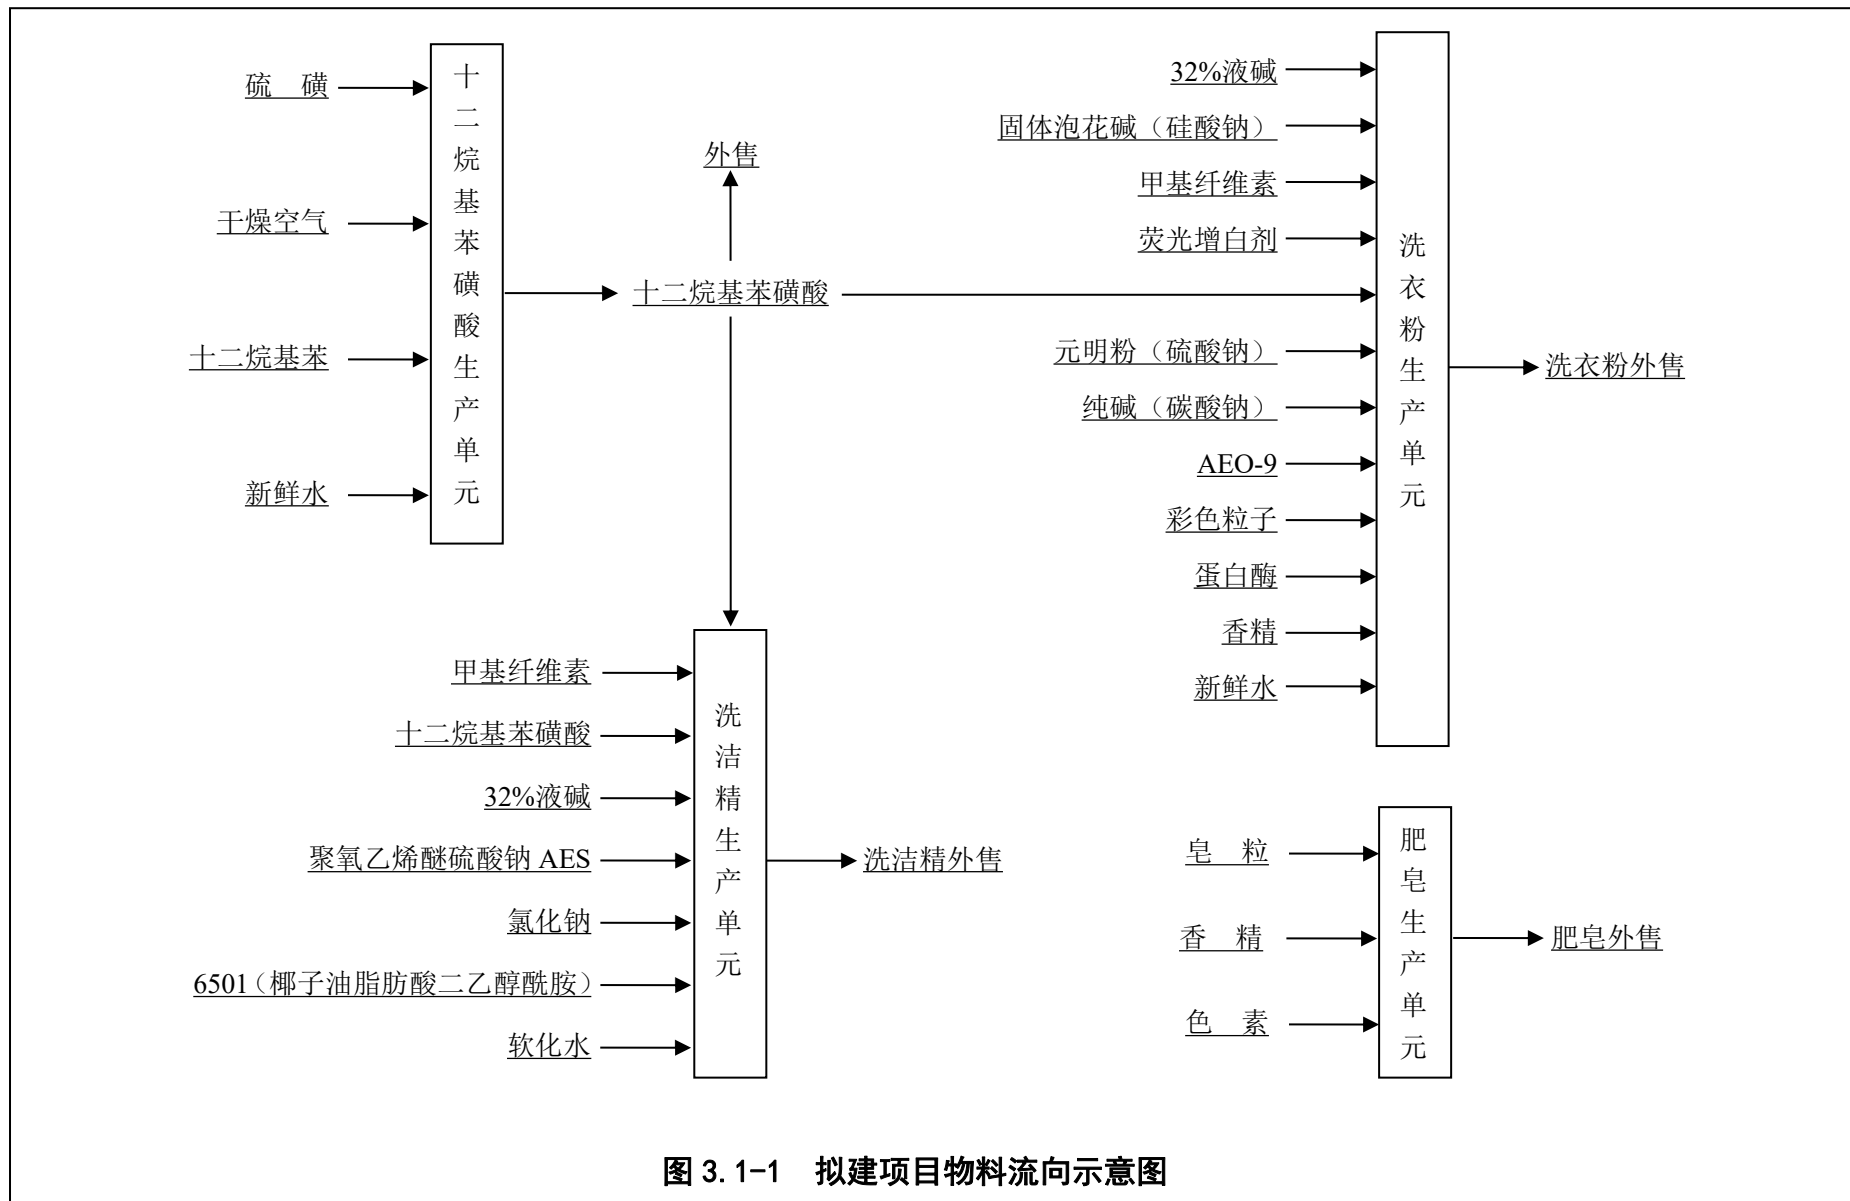 硫 磺
干燥空气
十二烷基苯
新鲜水
十二烷基苯磺酸生产单元
外售
十二烷基苯磺酸
32%液碱
固体泡花碱（硅酸钠）
甲基纤维素
荧光增白剂
元明粉（硫酸钠）
纯碱（碳酸钠）
AEO-9
彩色粒子
蛋白酶
香精
新鲜水
洗衣粉生产单元
洗衣粉外售
甲基纤维素
十二烷基苯磺酸
32%液碱
聚氧乙烯醚硫酸钠 AES
氯化钠
6501（椰子油脂肪酸二乙醇酰胺）
软化水
洗洁精生产单元
洗洁精外售
皂 粒
香 精
色 素
肥皂生产单元
肥皂外售
图 3.1-1 拟建项目物料流向示意图